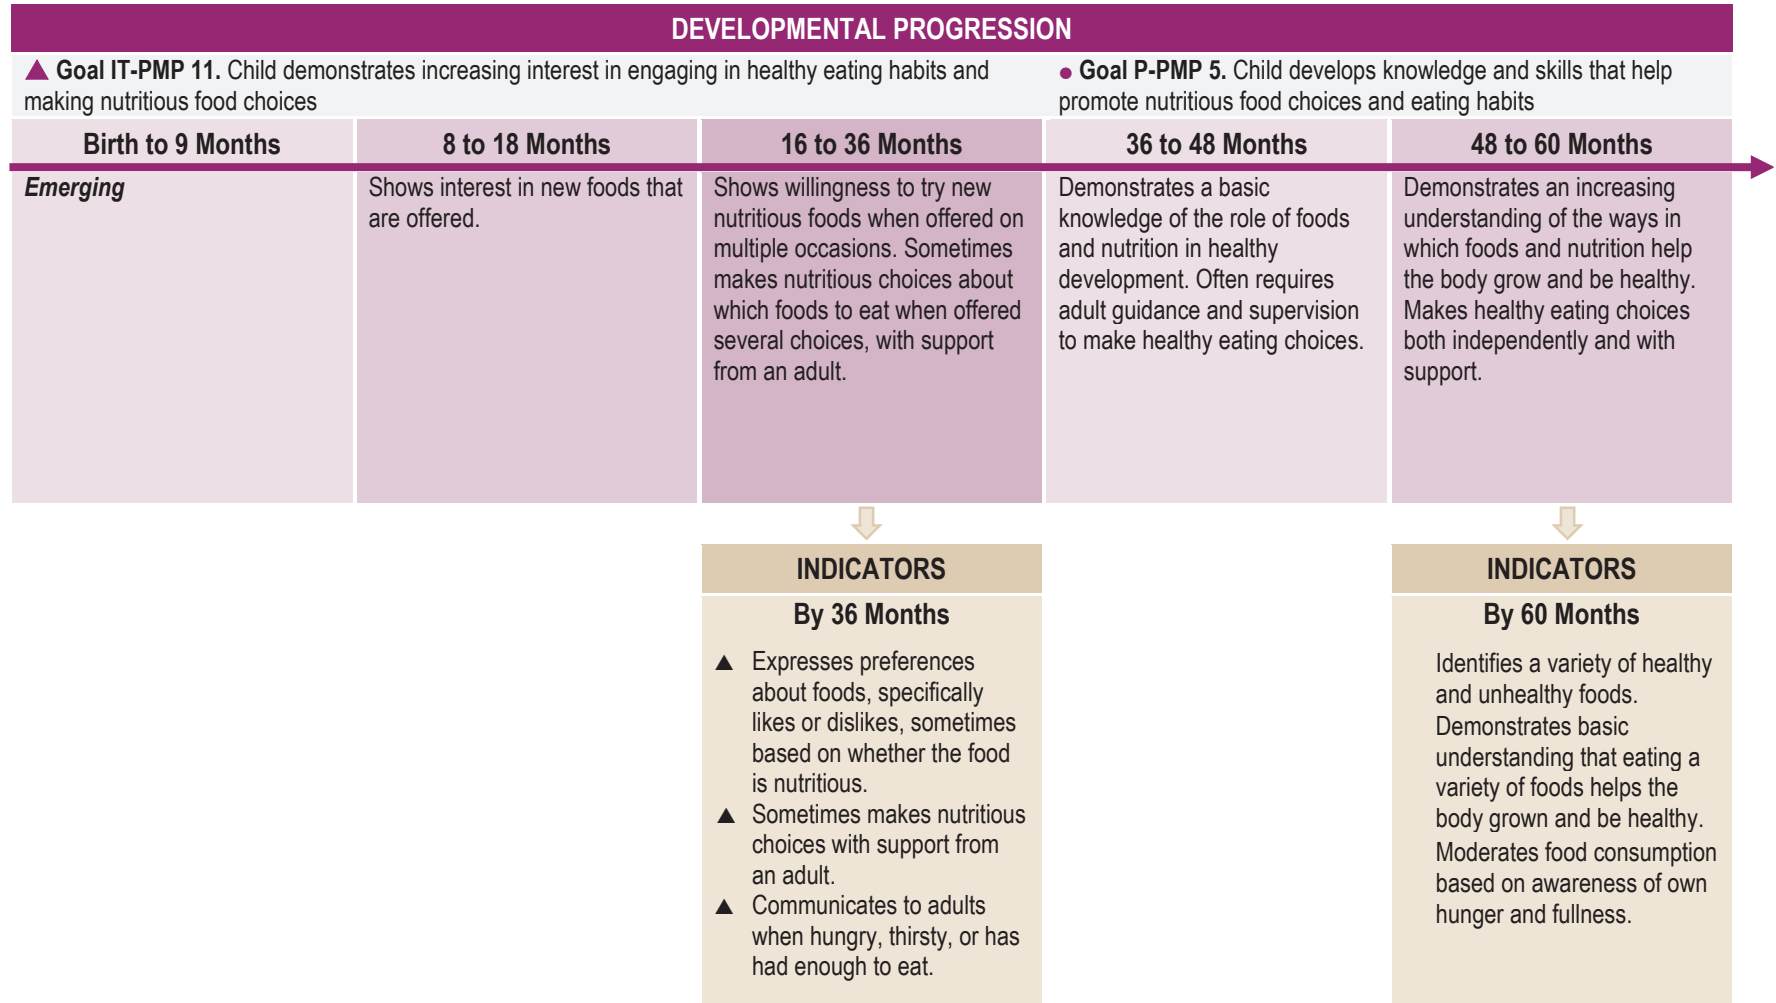 DEVELOPMENTAL PROGRESSION
▲ Goal IT-PMP 11. Child demonstrates increasing interest in engaging in healthy eating habits and
making nutritious food choices
● Goal P-PMP 5. Child develops knowledge and skills that help
promote nutritious food choices and eating habits
Birth to 9 Months
8 to 18 Months
16 to 36 Months
36 to 48 Months
48 to 60 Months
Emerging
Shows interest in new foods that
are offered.
Shows willingness to try new
nutritious foods when offered on
multiple occasions. Sometimes
makes nutritious choices about
which foods to eat when offered
several choices, with support
from an adult.
Demonstrates a basic
knowledge of the role of foods
and nutrition in healthy
development. Often requires
adult guidance and supervision
to make healthy eating choices.
Demonstrates an increasing
understanding of the ways in
which foods and nutrition help
the body grow and be healthy.
Makes healthy eating choices
both independently and with
support.
INDICATORS
By 36 Months
▲ Expresses preferences
about foods, specifically
likes or dislikes, sometimes
based on whether the food
is nutritious.
▲ Sometimes makes nutritious
choices with support from
an adult.
▲ Communicates to adults
when hungry, thirsty, or has
had enough to eat.
INDICATORS
By 60 Months
Identifies a variety of healthy
and unhealthy foods.
Demonstrates basic
understanding that eating a
variety of foods helps the
body grown and be healthy.
Moderates food consumption
based on awareness of own
hunger and fullness.